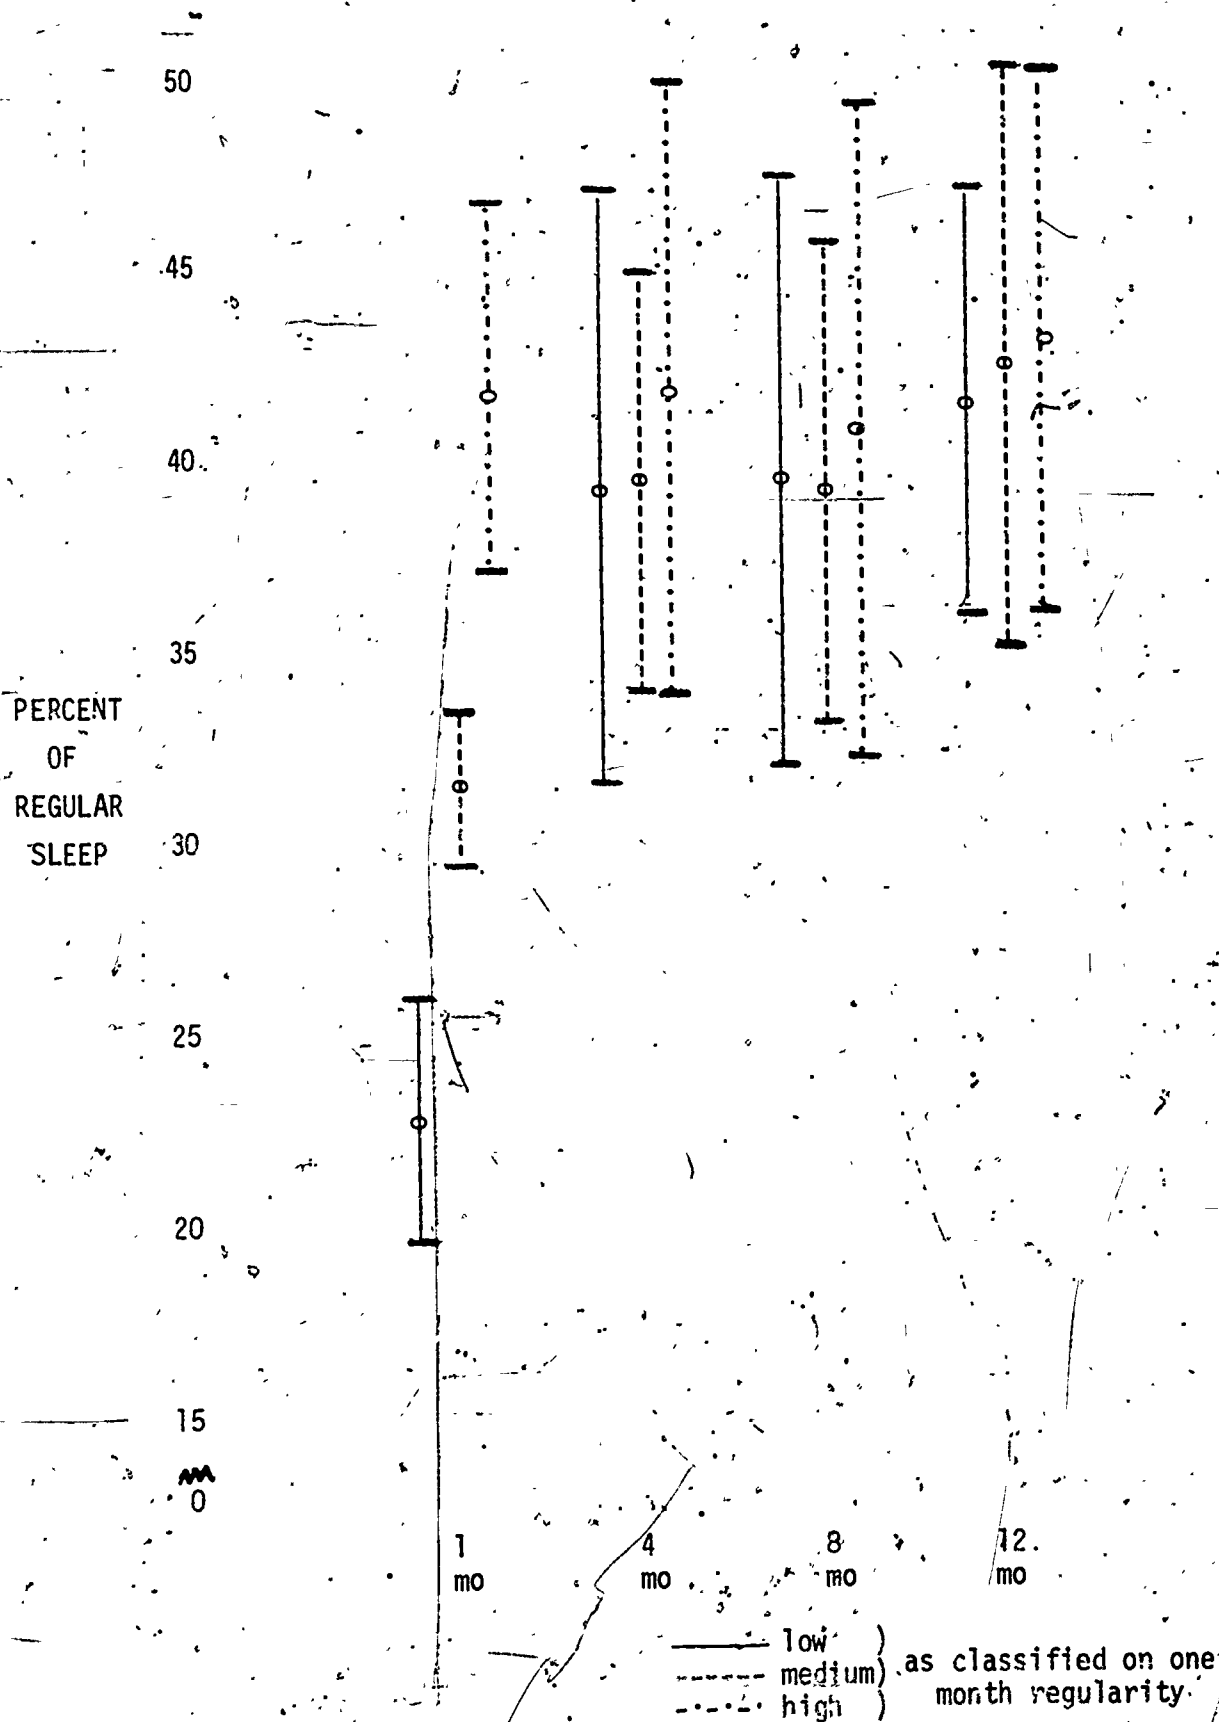 50
45
40
35
PERCENT
OF
REGULAR
SLEEP
30
25
20
15
0
1 4 8 12
mo mo mo mo
low )
medium) as classified on one
high ) month regularity.